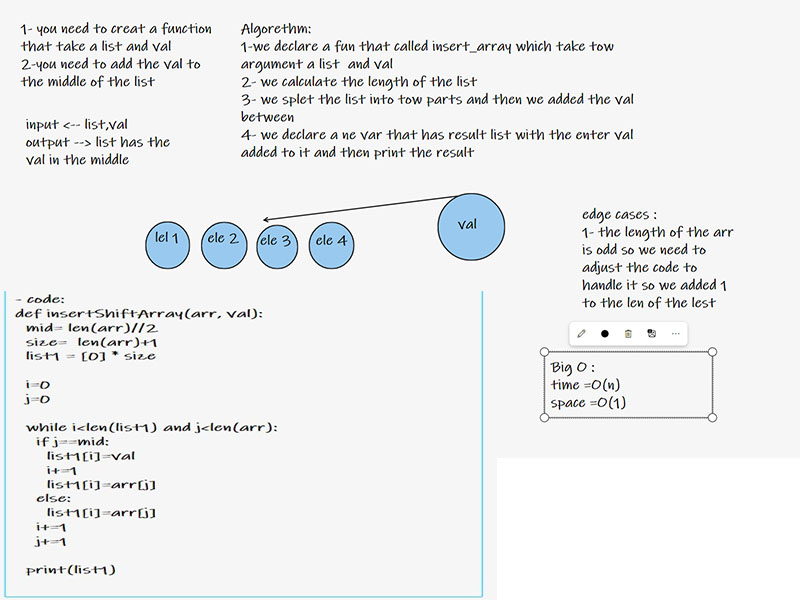 1- you need to creat a function
that take a list and val
2-you need to add the val to
the middle of the list
input <-- list,val
output --> list has the
val in the middle
Algorethm:
1-we declare a fun that called insert_array which take tow
argument a list and val
2- we calculate the length of the list
3- we splet the list into tow parts and then we added the val
between
4- we declare a ne var that has result list with the enter val
added to it and then print the result
lel 1
ele 2
ele 3
ele 4
val
edge cases :
1- the length of the arr
is odd so we need to
adjust the code to
handle it so we added 1
to the len of the lest
Big O :
time =O(n)
space =O(1)
- code:
def insertShiftArray(arr, val):
mid= len(arr)//2
size= len(arr)+1
list1 = [0] * size
i=0
j=0
while i<len(list1) and j<len(arr):
if j==mid:
list1[i]=val
i+=1
list1[i]=arr[j]
else:
list1[i]=arr[j]
i+=1
j+=1
print(list1)